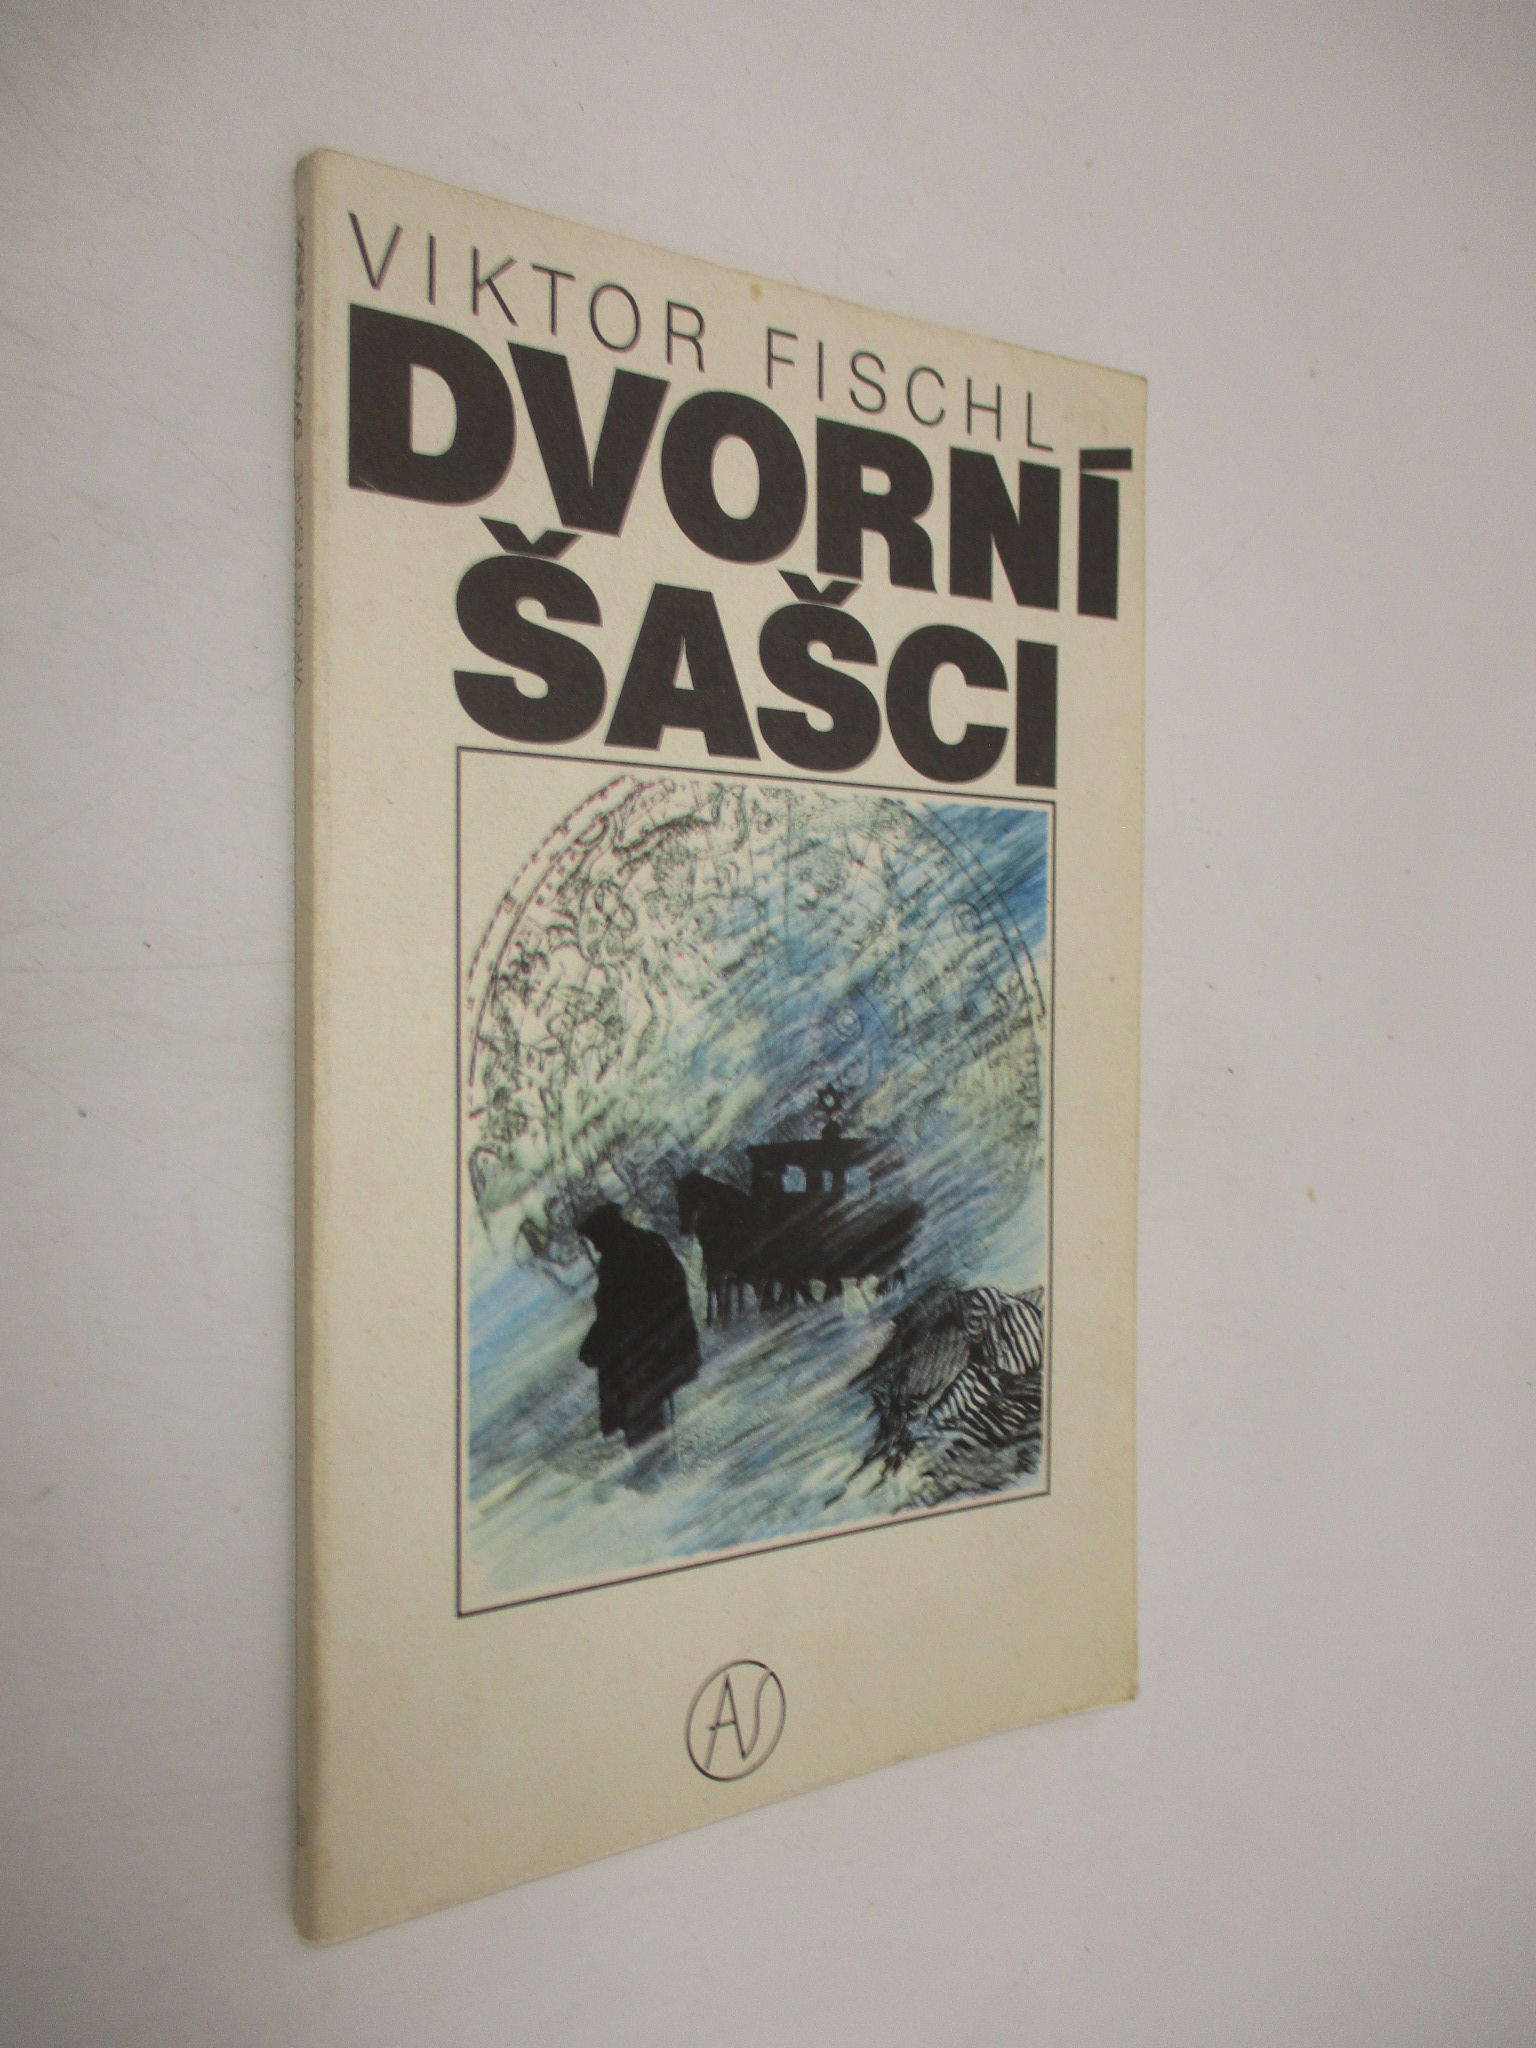 VIKTOR FISCHL
DVORNÍ
ŠAŠCI
AS
VIKTOR FISCHL DVORNÍ ŠAŠCI